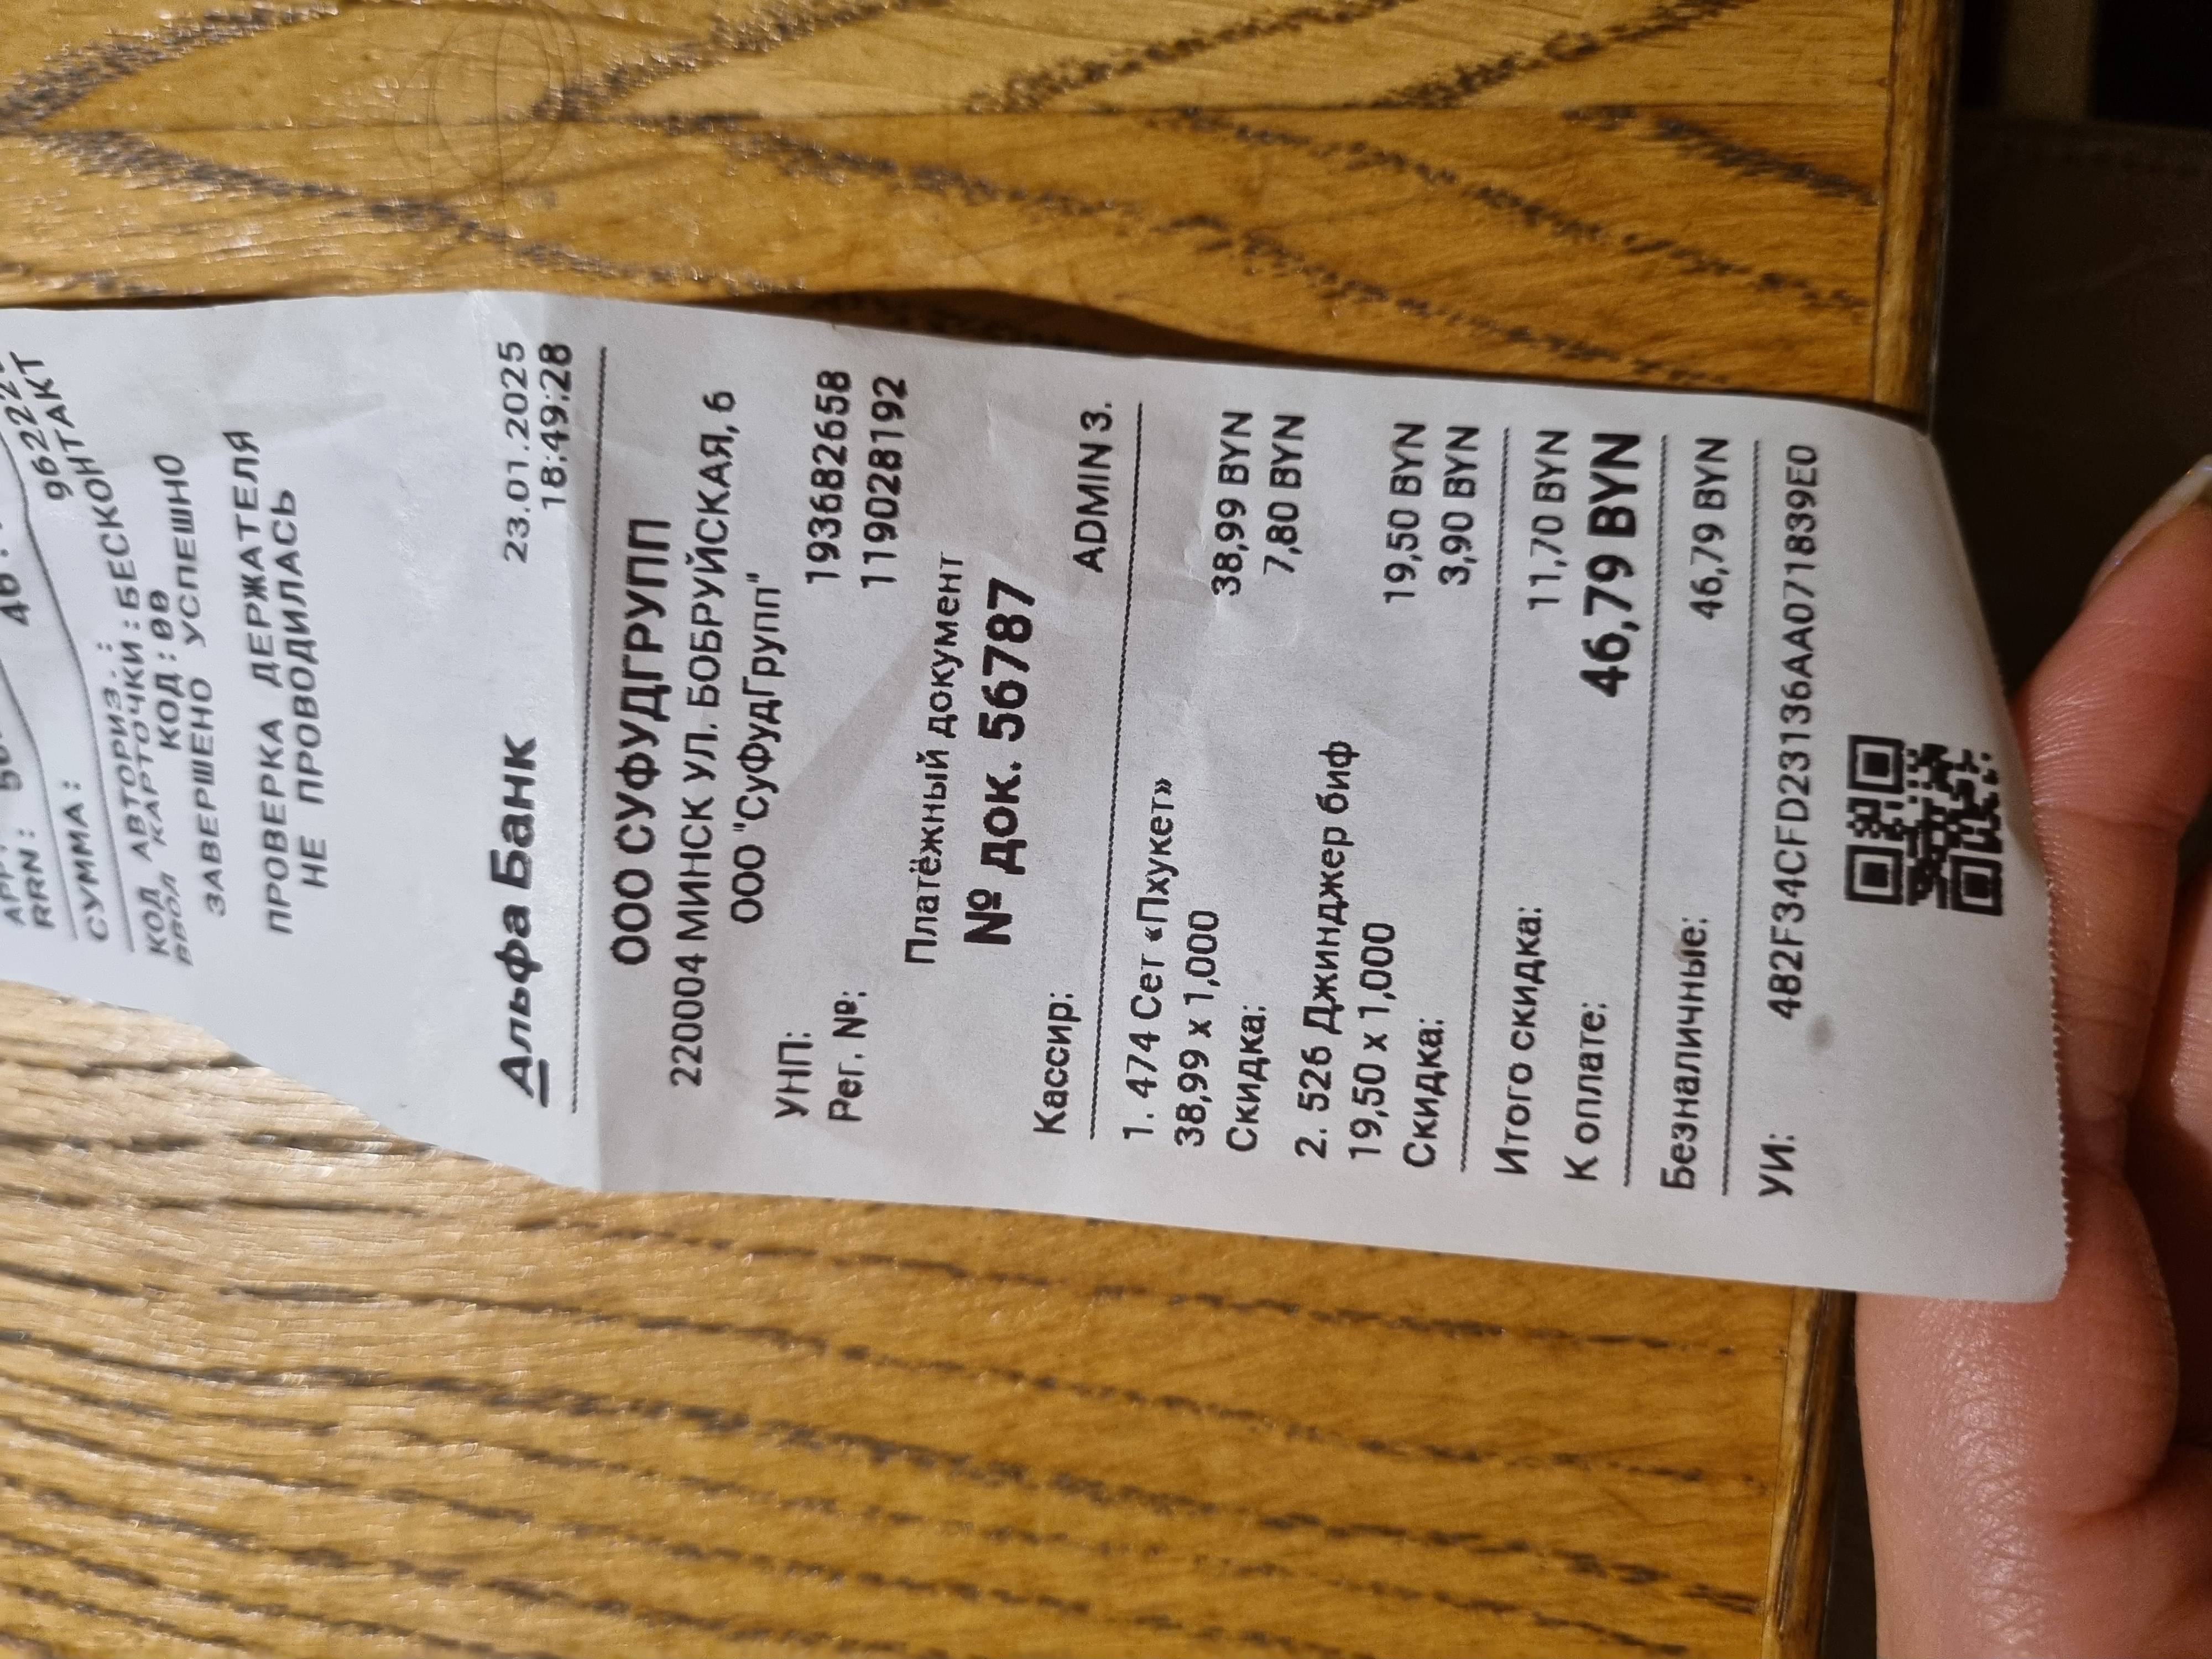 RRN: 96222
СУММА:
КОД АВТОРИЗ.:
ВВОД КАРТОЧКИ: БЕСКОНТАКТ
КОД: 00
ЗАВЕРШЕНО УСПЕШНО
ПРОВЕРКА ДЕРЖАТЕЛЯ
НЕ ПРОВОДИЛАСЬ
Альфа Банк 23.01.2025
18:49:28
ООО СУФУДГРУПП
220004 МИНСК УЛ. БОБРУЙСКАЯ, 6
ООО "СуФудГрупп"
УНП: 193682658
Рег. №: 119028192
Платёжный документ
№ док. 56787
Кассир: ADMIN 3.
1. 474 Сет «Пхукет»
38,99 x 1,000 38,99 BYN
Скидка: 7,80 BYN
2. 526 Джинджер биф
19,50 x 1,000 19,50 BYN
Скидка: 3,90 BYN
Итого скидка: 11,70 BYN
К оплате: 46,79 BYN
Безналичные: 46,79 BYN
УИ: 482F34CFD23136AA071839E0